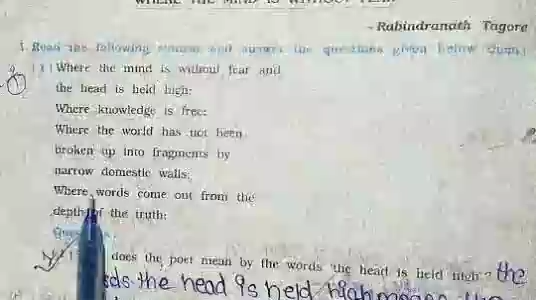 WHERE THE MIND IS WITHOUT FEAR
- Rabindranath Tagore
1. Read the following stanzas and answer the questions given below them:
(1) Where the mind is without fear and
the head is held high:
Where knowledge is free:
Where the world has not been
broken up into fragments by
narrow domestic walls:
Where words come out from the
depth of the truth:
does the poet mean by the words 'the head is held high'? the
the head is held high means the